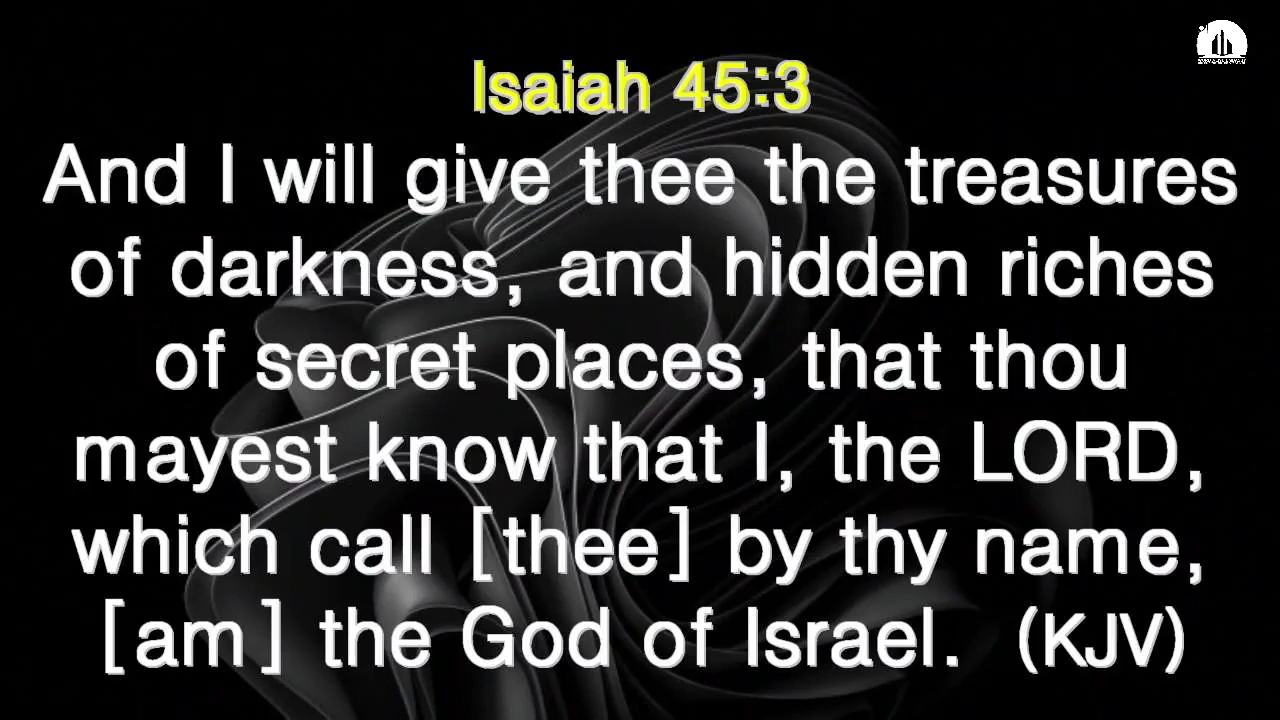 Isaiah 45:3
And I will give thee the treasures
of darkness, and hidden riches
of secret places, that thou
mayest know that I, the LORD,
which call [thee] by thy name,
[am] the God of Israel. (KJV)